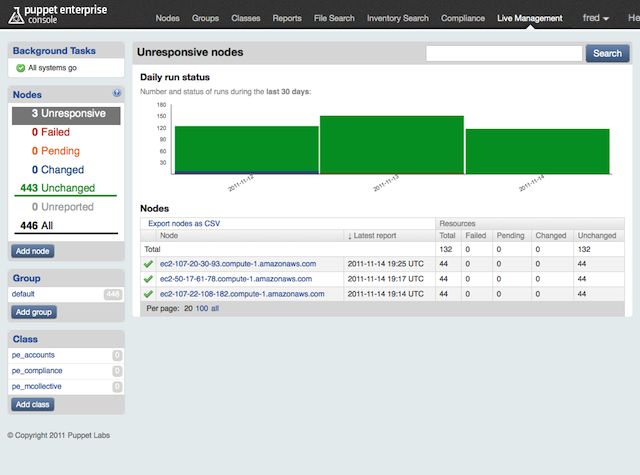 puppet enterprise
console
Nodes Groups Classes Reports File Search Inventory Search Compliance Live Management fred He
Background Tasks
All systems go
Nodes
3 Unresponsive
0 Failed
0 Pending
0 Changed
443 Unchanged
0 Unreported
446 All
Add node
Group
default 446
Add group
Class
pe_accounts 0
pe_compliance 0
pe_mcollective 0
Add class
© Copyright 2011 Puppet Labs
Unresponsive nodes Search
Daily run status
Number and status of runs during the last 30 days:
180
150
120
90
60
30
2011-11-12 2011-11-13 2011-11-14
Nodes
Export nodes as CSV Resources
Node ↓ Latest report Total Failed Pending Changed Unchanged
Total 132 0 0 0 132
ec2-107-20-30-93.compute-1.amazonaws.com 2011-11-14 19:25 UTC 44 0 0 0 44
ec2-50-17-61-78.compute-1.amazonaws.com 2011-11-14 19:17 UTC 44 0 0 0 44
ec2-107-22-108-182.compute-1.amazonaws.com 2011-11-14 19:14 UTC 44 0 0 0 44
Per page: 20 100 all